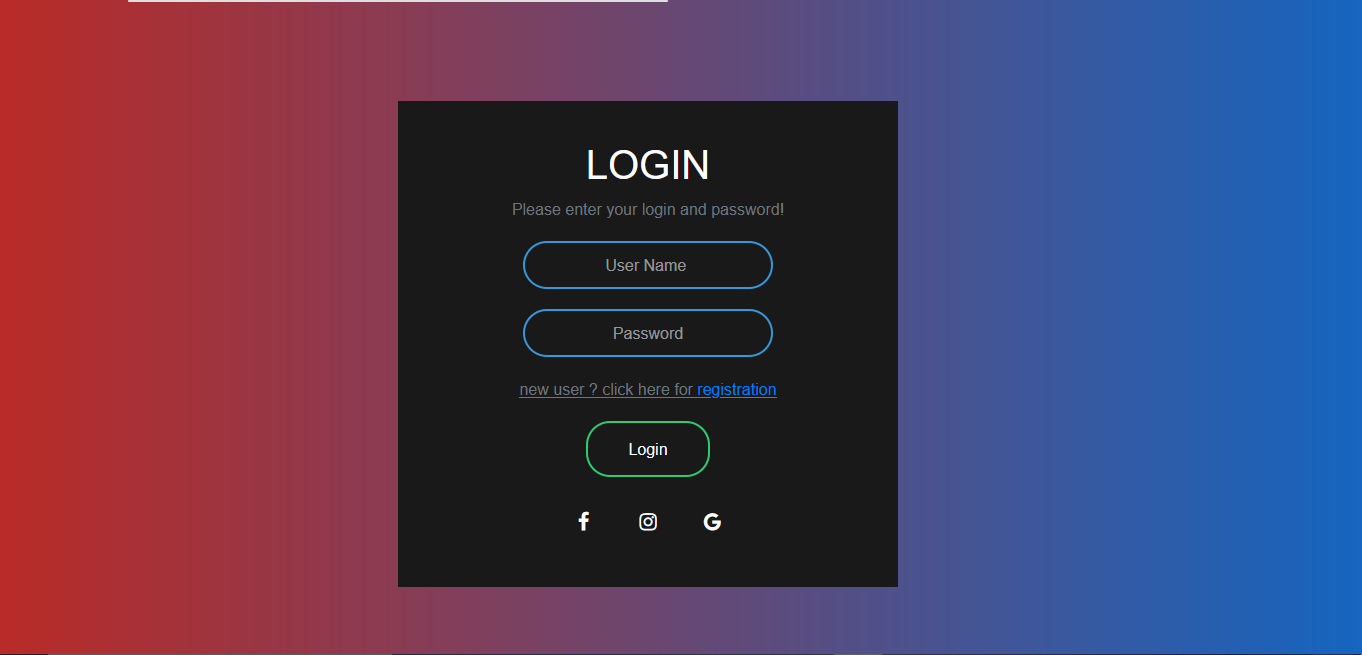 LOGIN
Please enter your login and password!
User Name
Password
new user ? click here for registration
Login